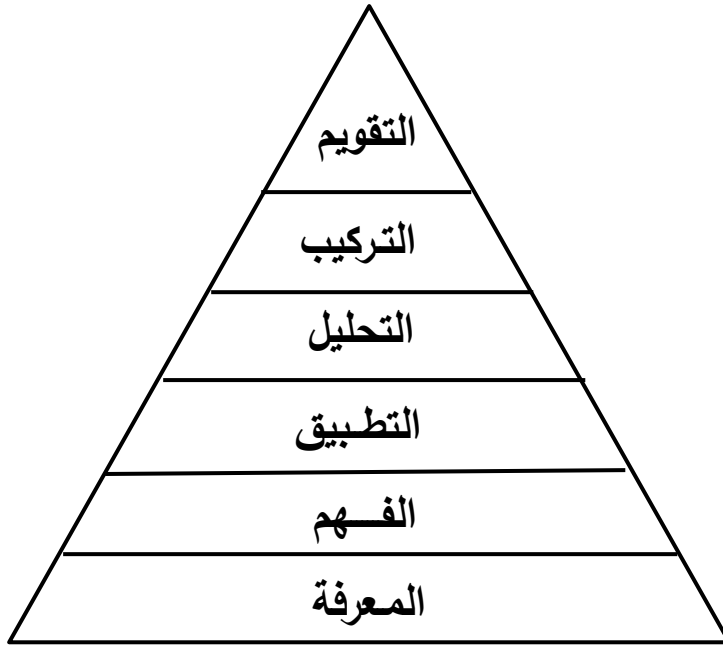 التقويم
التركيب
التحليل
التطبيق
الفهم
المعرفة